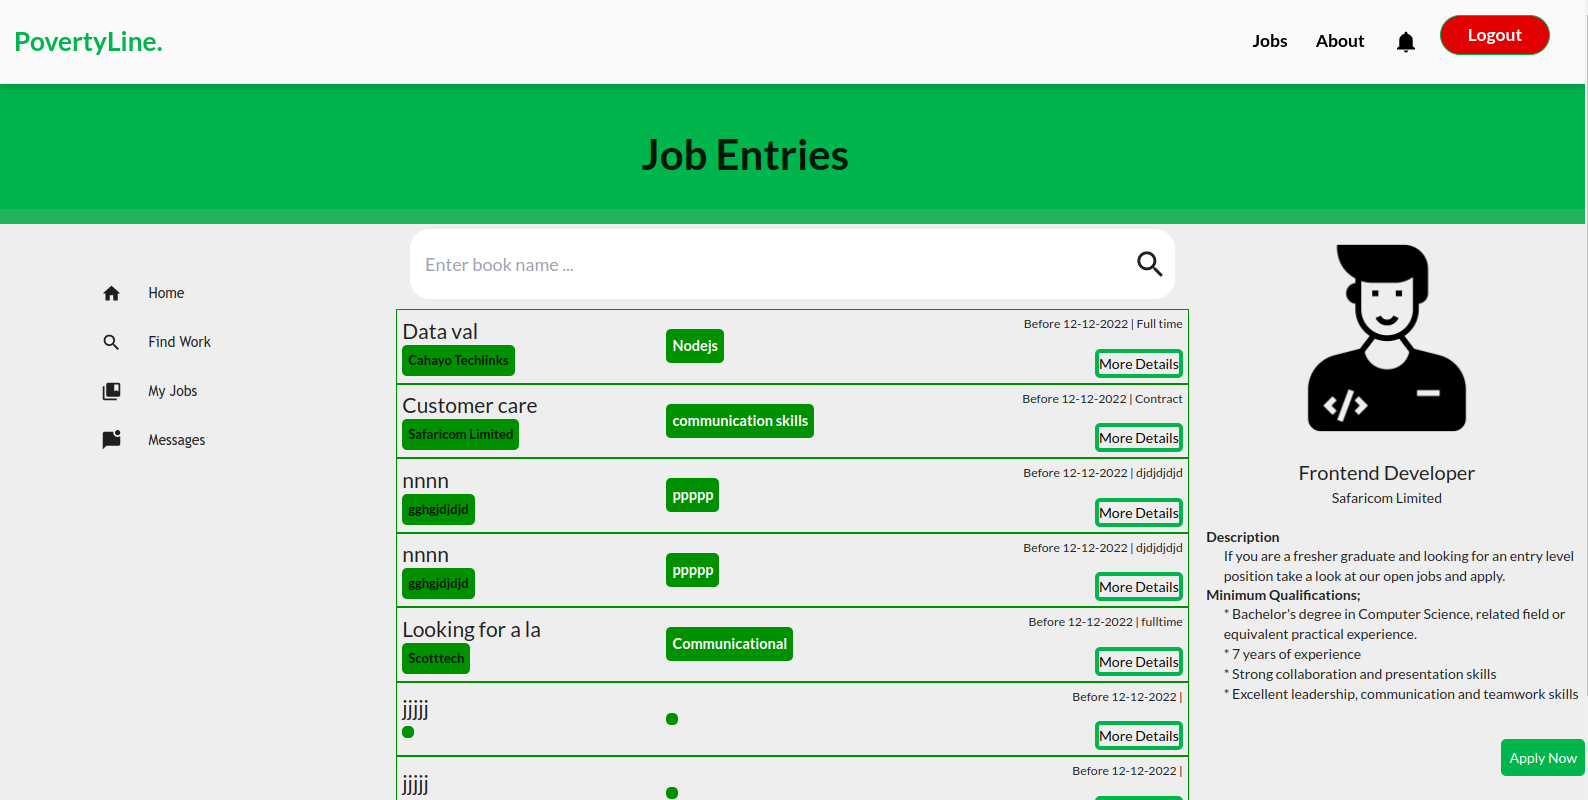 PovertyLine.
Jobs
About
Logout
Job Entries
Home
Find Work
My Jobs
Messages
Enter book name ...
Data val
Cahayo Techlinks
Nodejs
Before 12-12-2022 | Full time
More Details
Customer care
Safaricom Limited
communication skills
Before 12-12-2022 | Contract
More Details
nnnn
gghgjdjdjd
ppppp
Before 12-12-2022 | djdjdjdjd
More Details
nnnn
gghgjdjdjd
ppppp
Before 12-12-2022 | djdjdjdjd
More Details
Looking for a la
Scotttech
Communicational
Before 12-12-2022 | fulltime
More Details
jjjjj
Before 12-12-2022 |
More Details
jjjjj
Before 12-12-2022 |
</>
Frontend Developer
Safaricom Limited
Description
If you are a fresher graduate and looking for an entry level
position take a look at our open jobs and apply.
Minimum Qualifications;
* Bachelor's degree in Computer Science, related field or
equivalent practical experience.
* 7 years of experience
* Strong collaboration and presentation skills
* Excellent leadership, communication and teamwork skills
Apply Now